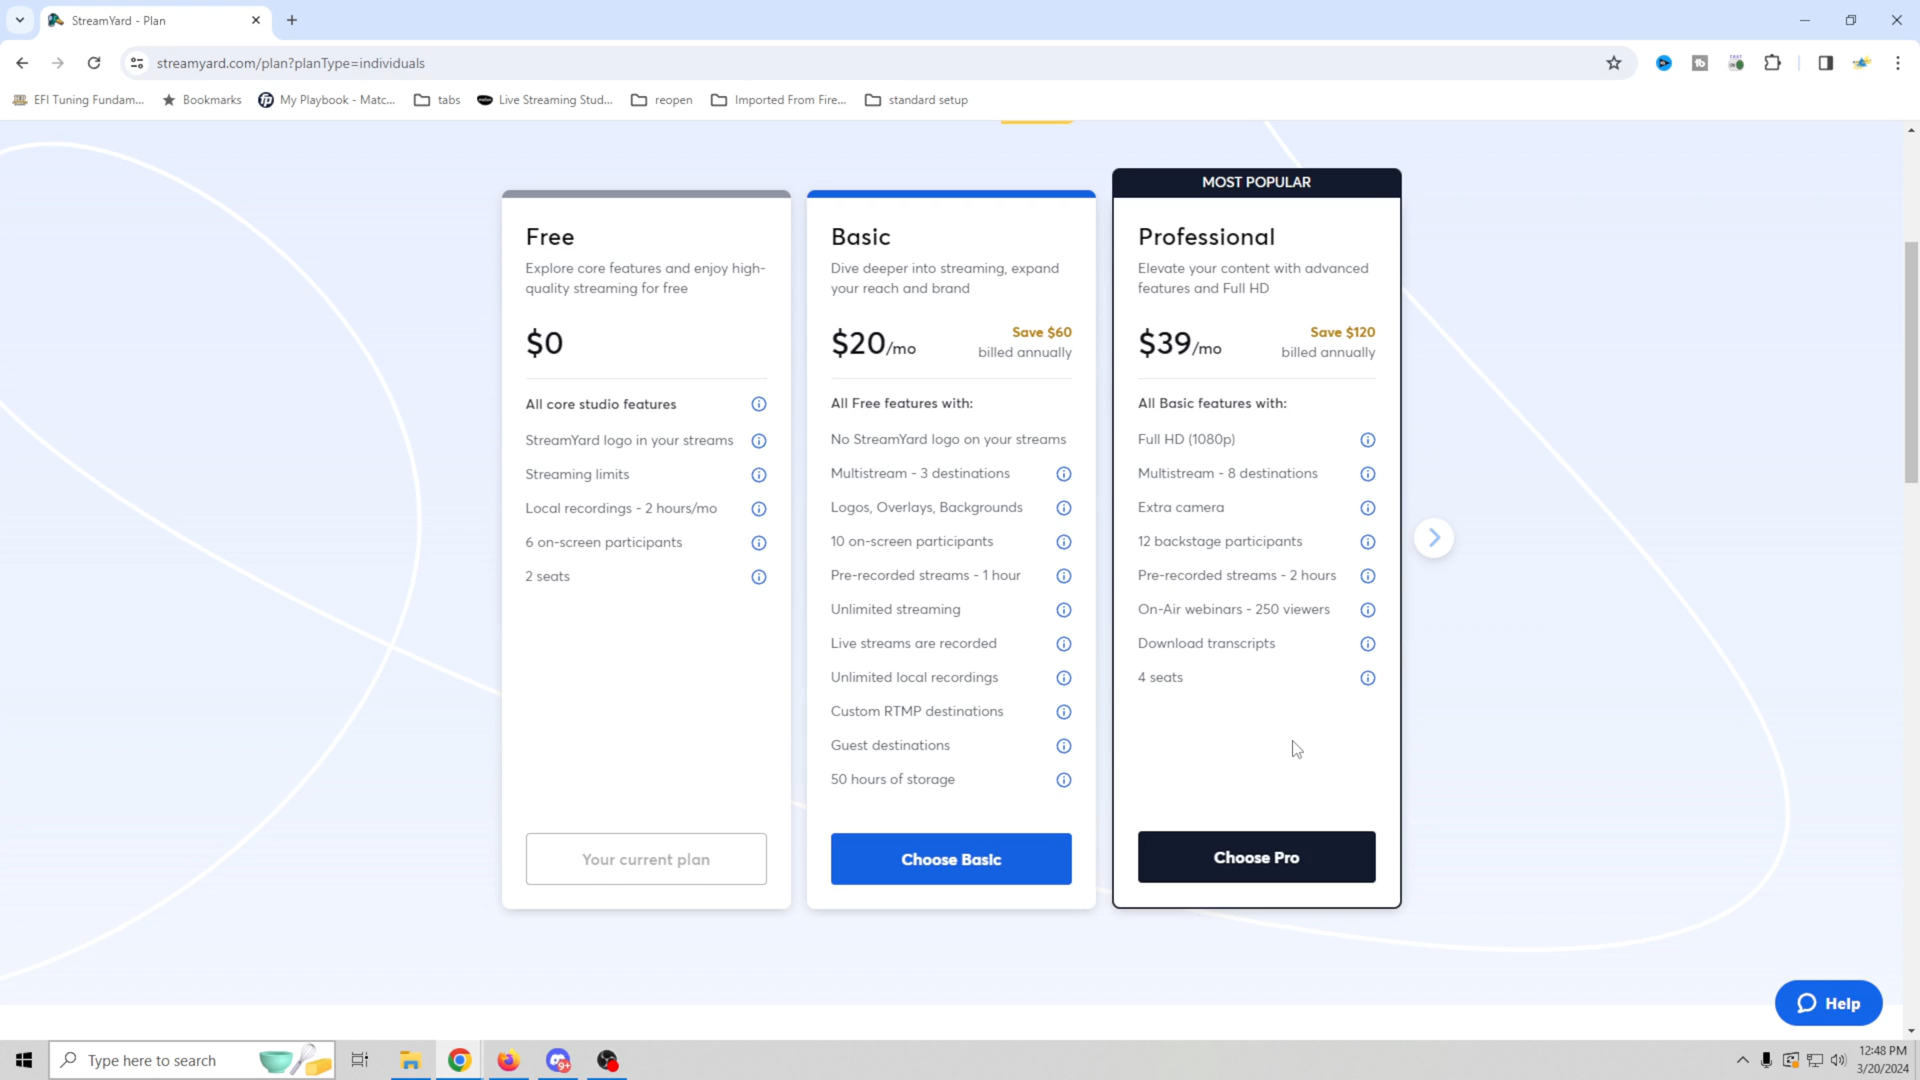 StreamYard - Plan
streamyard.com/plan?planType=individuals
EFI Tuning Fundam...
Bookmarks
My Playbook - Matc...
tabs
Live Streaming Stud...
reopen
Imported From Fire...
standard setup
Free
Explore core features and enjoy high-
quality streaming for free
$0
All core studio features
StreamYard logo in your streams
Streaming limits
Local recordings - 2 hours/mo
6 on-screen participants
2 seats
Your current plan
Basic
Dive deeper into streaming, expand
your reach and brand
$20/mo
Save $60
billed annually
All Free features with:
No StreamYard logo on your streams
Multistream - 3 destinations
Logos, Overlays, Backgrounds
10 on-screen participants
Pre-recorded streams - 1 hour
Unlimited streaming
Live streams are recorded
Unlimited local recordings
Custom RTMP destinations
Guest destinations
50 hours of storage
Choose Basic
MOST POPULAR
Professional
Elevate your content with advanced
features and Full HD
$39/mo
Save $120
billed annually
All Basic features with:
Full HD (1080p)
Multistream - 8 destinations
Extra camera
12 backstage participants
Pre-recorded streams - 2 hours
On-Air webinars - 250 viewers
Download transcripts
4 seats
Choose Pro
Help
Type here to search
9+
12:48 PM
3/20/2024